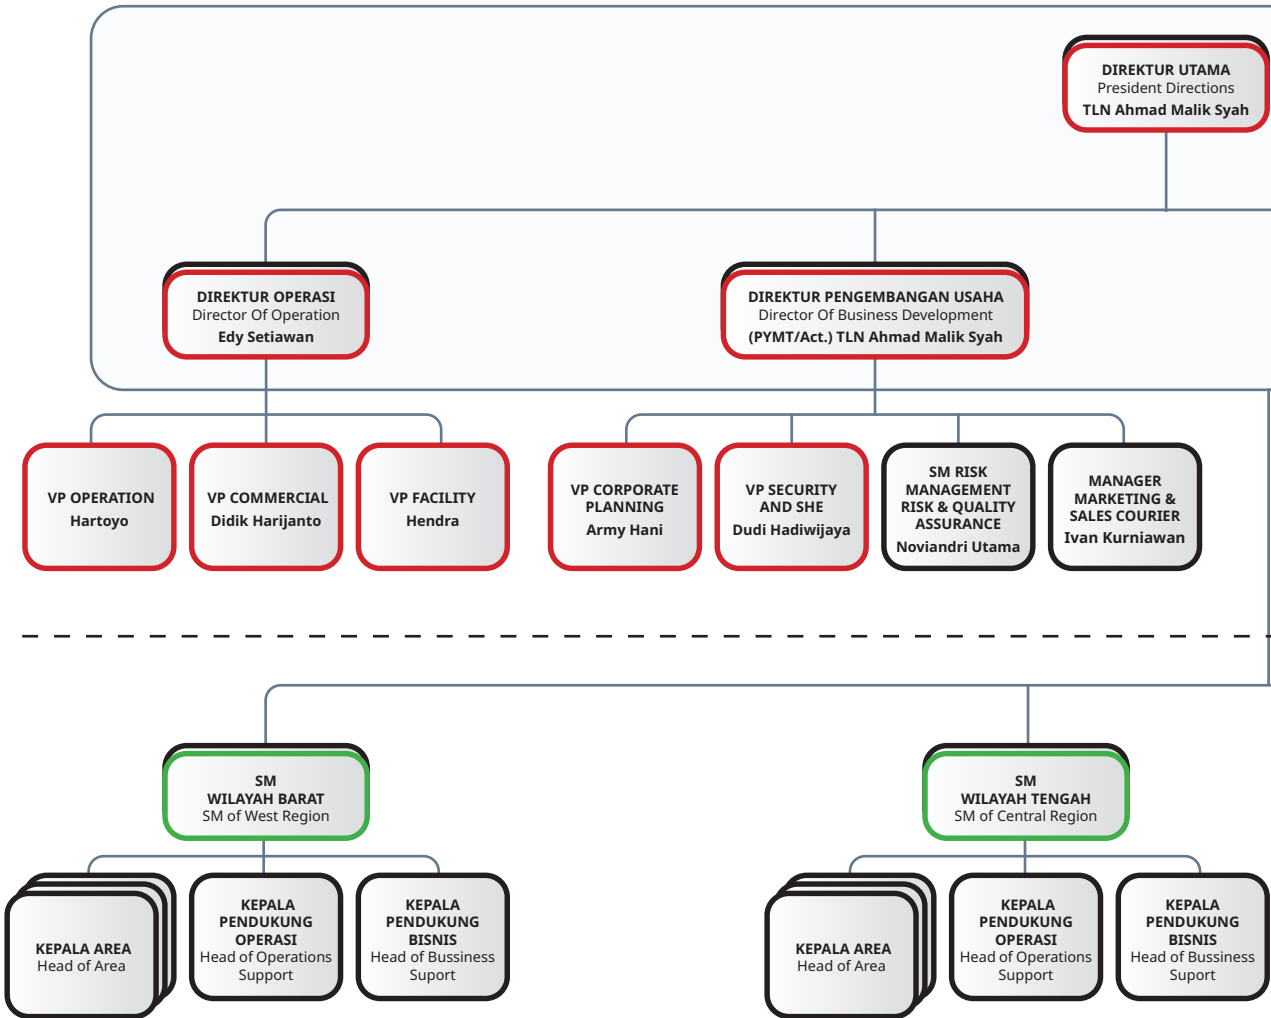 DIREKTUR UTAMA
President Directions
TLN Ahmad Malik Syah
DIREKTUR OPERASI
Director Of Operation
Edy Setiawan
DIREKTUR PENGEMBANGAN USAHA
Director Of Business Development
(PYMT/Act.) TLN Ahmad Malik Syah
VP OPERATION
Hartoyo
VP COMMERCIAL
Didik Harijanto
VP FACILITY
Hendra
VP CORPORATE
PLANNING
Army Hani
VP SECURITY
AND SHE
Dudi Hadiwijaya
SM RISK
MANAGEMENT
RISK & QUALITY
ASSURANCE
Noviandri Utama
MANAGER
MARKETING &
SALES COURIER
Ivan Kurniawan
SM
WILAYAH BARAT
SM of West Region
SM
WILAYAH TENGAH
SM of Central Region
KEPALA AREA
Head of Area
KEPALA
PENDUKUNG
OPERASI
Head of Operations
Support
KEPALA
PENDUKUNG
BISNIS
Head of Bussiness
Suport
KEPALA AREA
Head of Area
KEPALA
PENDUKUNG
OPERASI
Head of Operations
Support
KEPALA
PENDUKUNG
BISNIS
Head of Bussiness
Suport